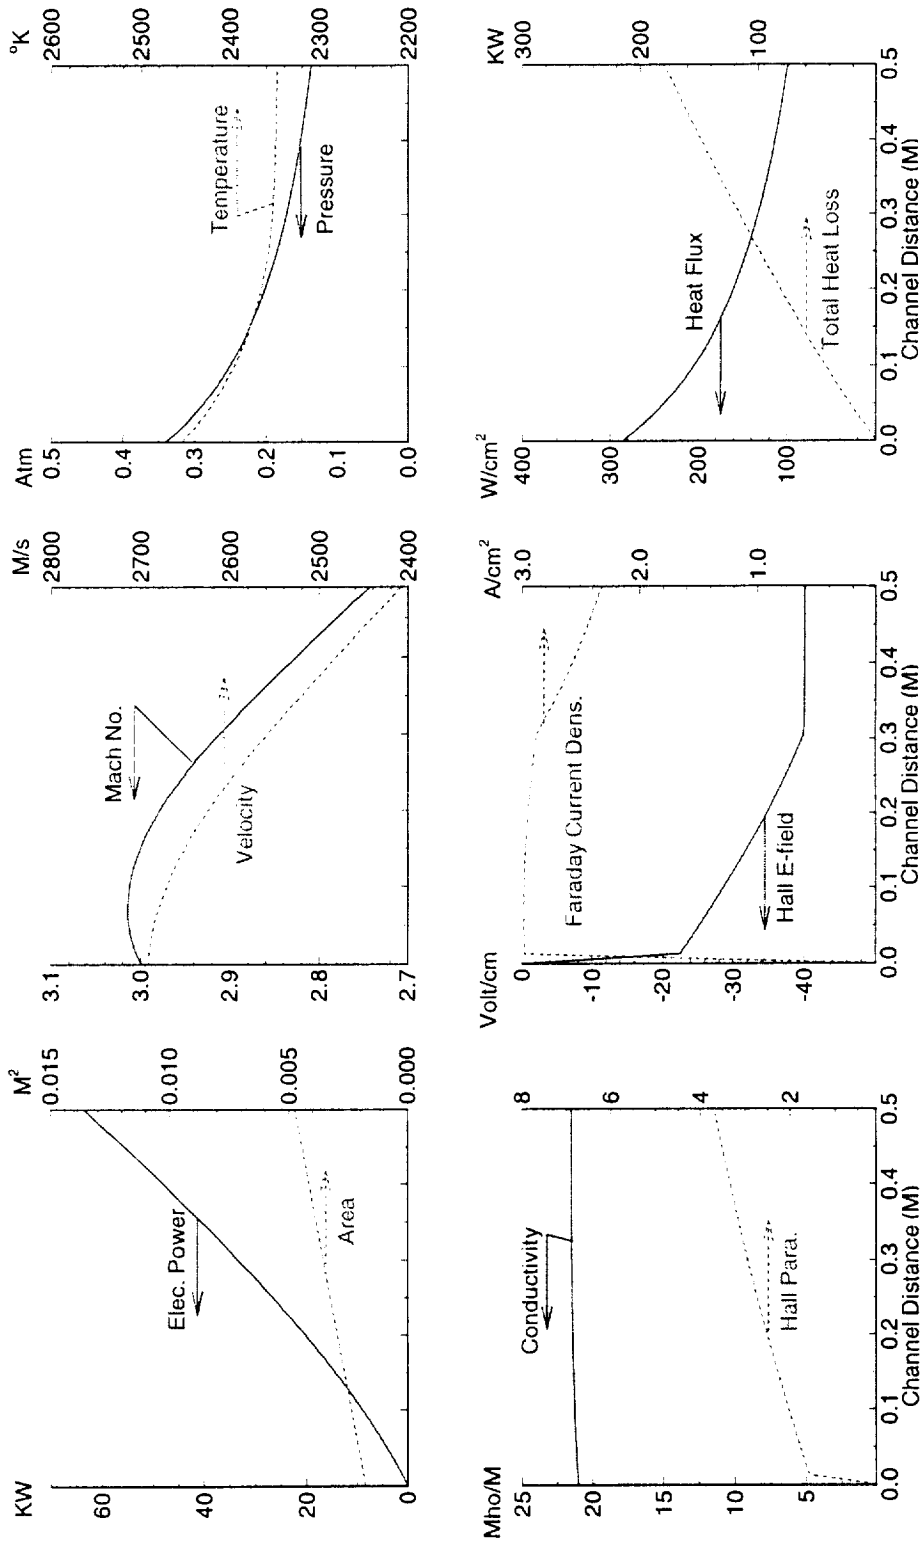 KW
60
40
20
0
M²
0.015
0.010
0.005
0.000
Elec. Power
Area
3.1
3.0
2.9
2.8
2.7
M/s
2800
2700
2600
2500
2400
Mach No.
Velocity
Atm
0.5
0.4
0.3
0.2
0.1
0.0
°K
2600
2500
2400
2300
2200
Temperature
Pressure
Mho/M
25
20
15
10
5
8
6
4
2
Conductivity
Hall Para.
0.0 0.1 0.2 0.3 0.4 0.5
Channel Distance (M)
Volt/cm
0
-10
-20
-30
-40
A/cm²
3.0
2.0
1.0
Faraday Current Dens.
Hall E-field
0.0 0.1 0.2 0.3 0.4 0.5
Channel Distance (M)
W/cm²
400
300
200
100
KW
300
200
100
Heat Flux
Total Heat Loss
0.0 0.1 0.2 0.3 0.4 0.5
Channel Distance (M)